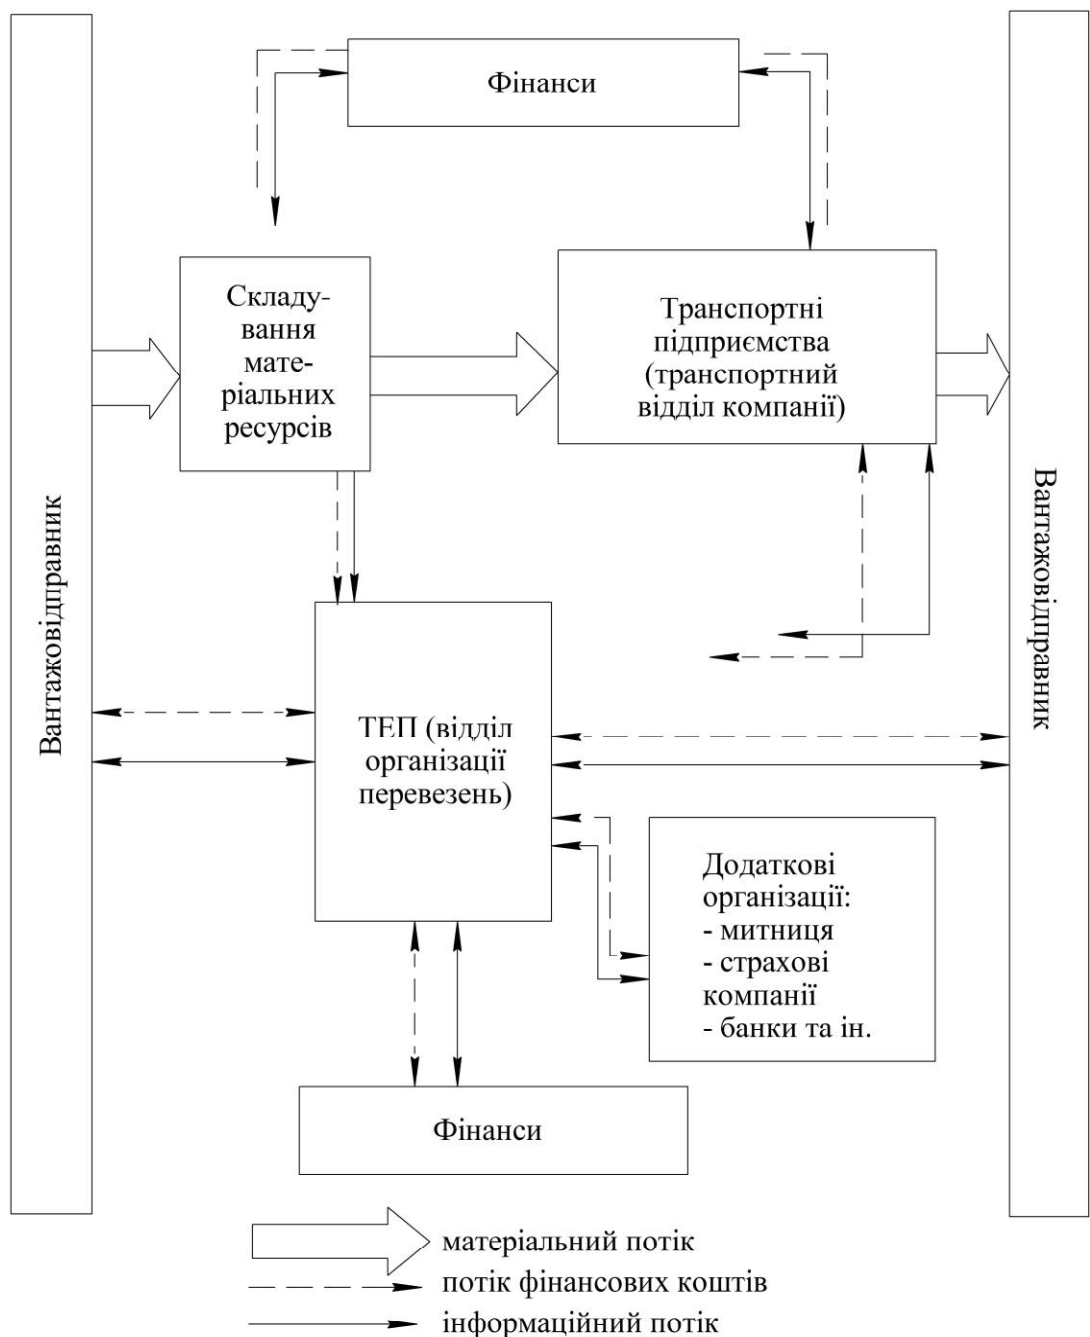 Фінанси
Складу-
вання
мате-
ріальних
ресурсів
Транспортні
підприємства
(транспортний
відділ компанії)
Вантажовідправник
Вантажовідправник
ТЕП (відділ
організації
перевезень)
Додаткові
організації:
- митниця
- страхові
компанії
- банки та ін.
Фінанси
матеріальний потік
потік фінансових коштів
інформаційний потік